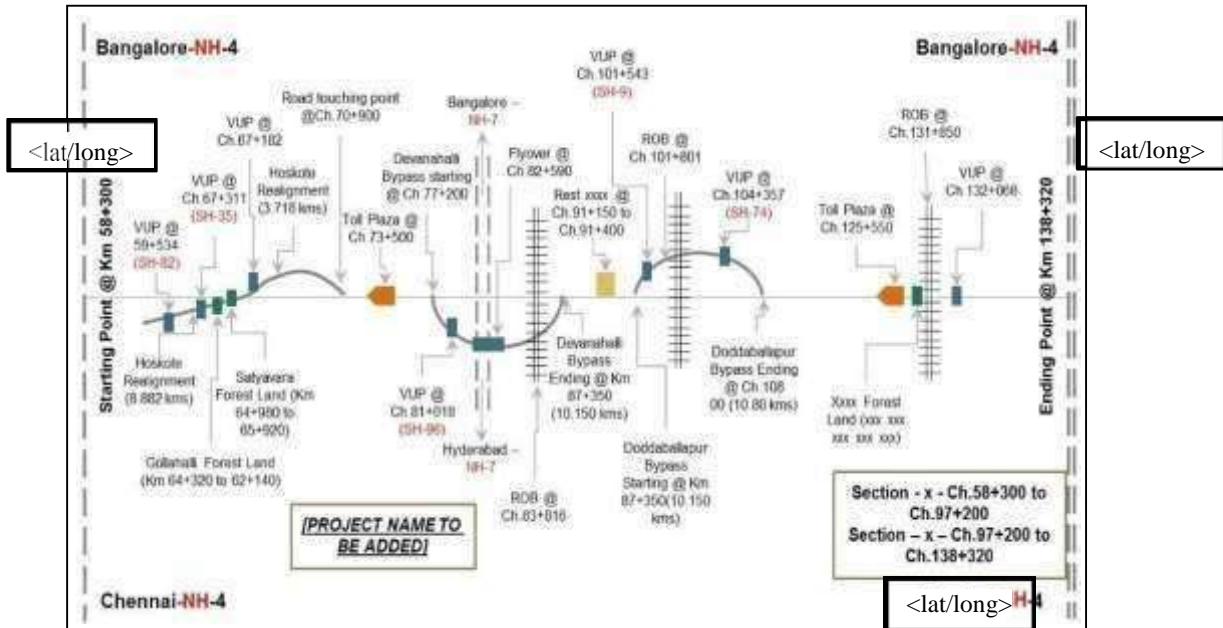 Bangalore-NH-4
Bangalore-NH-4
<lat/long>
<lat/long>
Starting Point @ Km 58+300
Ending Point @ Km 138+320
VUP @
59+534
(SH-82)
VUP @
Ch 67+311
(SH-35)
VUP @
Ch.67+182
Hoskote
Realignment
(3.718 kms)
Road touching point
@Ch.70+900
Toll Plaza @
Ch 73+500
Devanahalli
Bypass starting
@ Ch 77+200
Bangalore –
NH-7
Flyover @
Ch 82+590
VUP @
Ch.101+543
(SH-9)
Rest xxxx @
Ch.91+150 to
Ch.91+400
ROB @
Ch 101+801
VUP @
Ch.104+357
(SH-74)
Toll Plaza @
Ch.125+550
ROB @
Ch.131+850
VUP @
Ch 132+068
Hoskote
Realignment
(8.882 kms)
Satyavara
Forest Land (Km
64+980 to
65+920)
Gollanalli Forest Land
(Km 64+320 to 62+140)
VUP @
Ch 81+018
(SH-96)
Hyderabad –
NH-7
ROB @
Ch.83+816
Devanahalli
Bypass
Ending @ Km
87+350
(10.150 kms)
Doddaballapur
Bypass
Starting @ Km
87+350(10.150
kms)
Doddaballapur
Bypass Ending
@ Ch 108
00 (10.80 kms)
Xxxx Forest
Land (xxx xxx
xxx xxx xxx)
[PROJECT NAME TO
BE ADDED]
Section - x - Ch.58+300 to
Ch.97+200
Section – x – Ch.97+200 to
Ch.138+320
Chennai-NH-4
<lat/long>
H-4